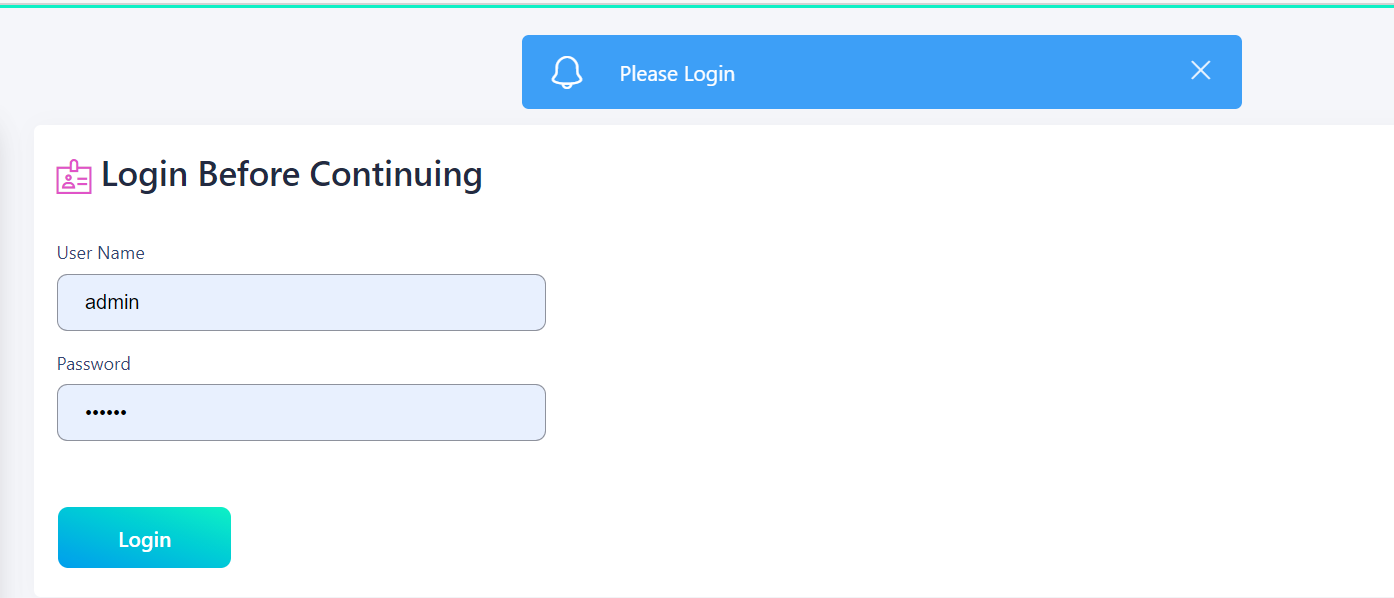 Please Login
Login Before Continuing
User Name
admin
Password
••••••
Login